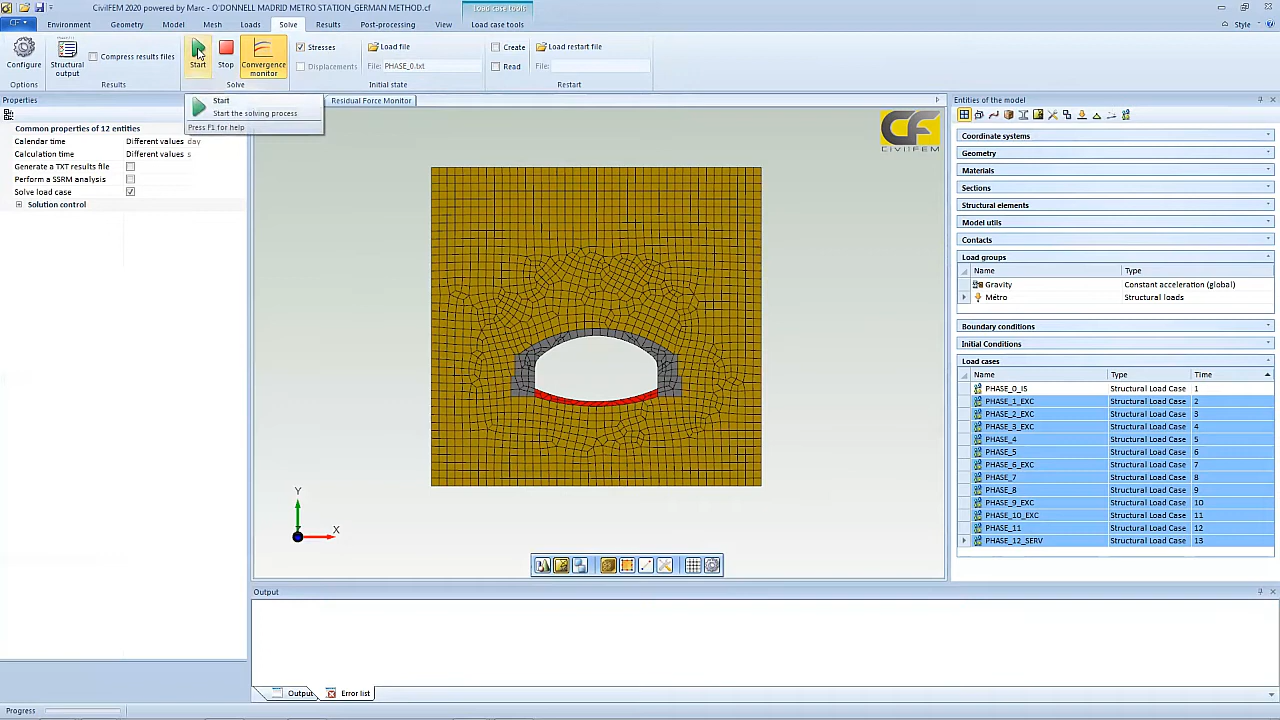 CivilFEM 2020 powered by Marc - O'DONNELL MADRID METRO STATION_GERMAN METHOD.cf
Load case tools
CF
Environment
Geometry
Model
Mesh
Loads
Solve
Results
Post-processing
View
Load case tools
Style
Configure
Options
Structural output
Compress results files
Results
Start
Stop
Convergence monitor
Solve
Stresses
Displacements
Load file
File: PHASE_0.txt
Initial state
Create
Read
Load restart file
File:
Restart
Properties
Start
Start the solving process
Press F1 for help
Residual Force Monitor
Entities of the model
Common properties of 12 entities
Calendar time Different values day
Calculation time Different values s
Generate a TXT results file
Perform a SSRM analysis
Solve load case
Solution control
CF
CIVILFEM
Y
X
Coordinate systems
Geometry
Materials
Sections
Structural elements
Model utils
Contacts
Load groups
Name Type
Gravity Constant acceleration (global)
Métro Structural loads
Boundary conditions
Initial Conditions
Load cases
Name Type Time
PHASE_0_IS Structural Load Case 1
PHASE_1_EXC Structural Load Case 2
PHASE_2_EXC Structural Load Case 3
PHASE_3_EXC Structural Load Case 4
PHASE_4 Structural Load Case 5
PHASE_5 Structural Load Case 6
PHASE_6_EXC Structural Load Case 7
PHASE_7 Structural Load Case 8
PHASE_8 Structural Load Case 9
PHASE_9_EXC Structural Load Case 10
PHASE_10_EXC Structural Load Case 11
PHASE_11 Structural Load Case 12
PHASE_12_SERV Structural Load Case 13
Output
Output
Error list
Progress